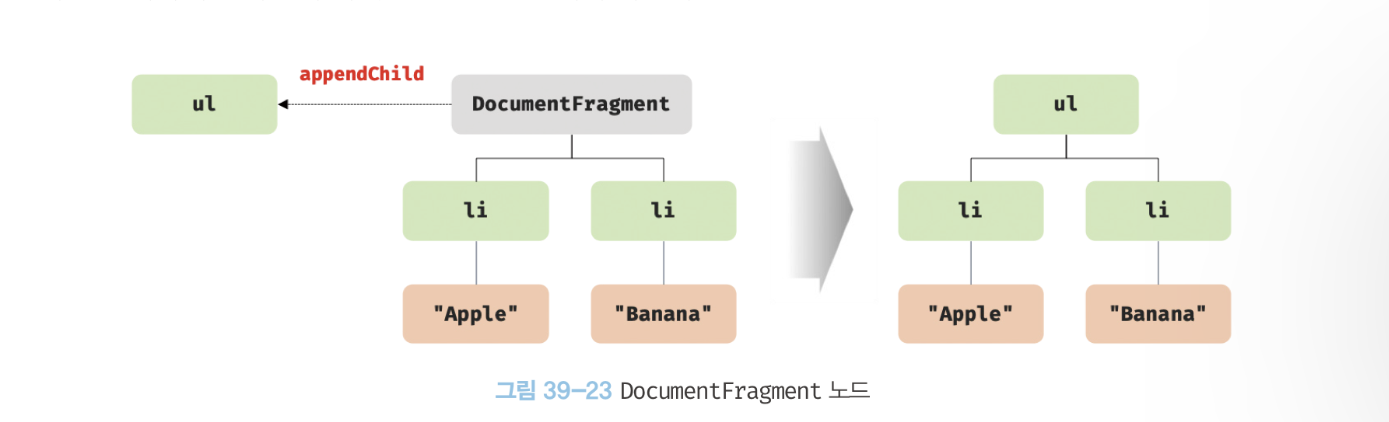 appendChild
ul
DocumentFragment
ul
li
li
li
li
"Apple"
"Banana"
"Apple"
"Banana"
그림 39-23 DocumentFragment 노드